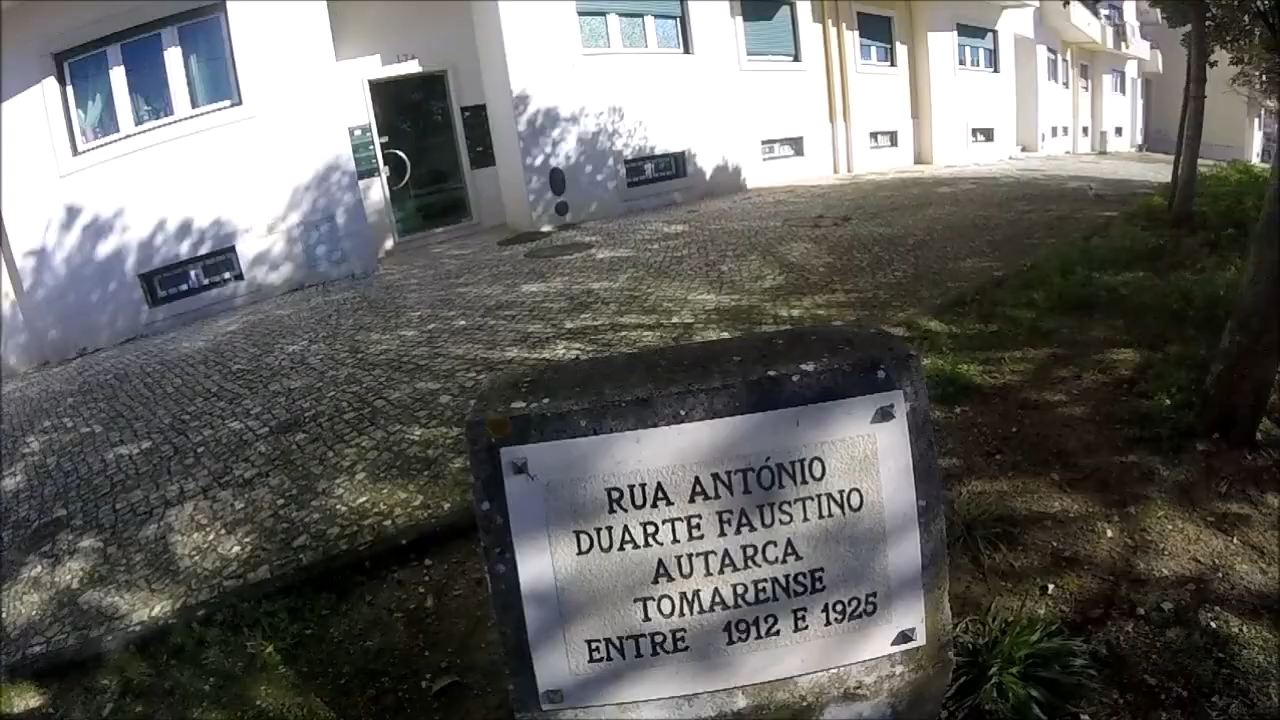 RUA ANTÓNIO
DUARTE FAUSTINO
AUTARCA
TOMARENSE
ENTRE 1912 E 1925